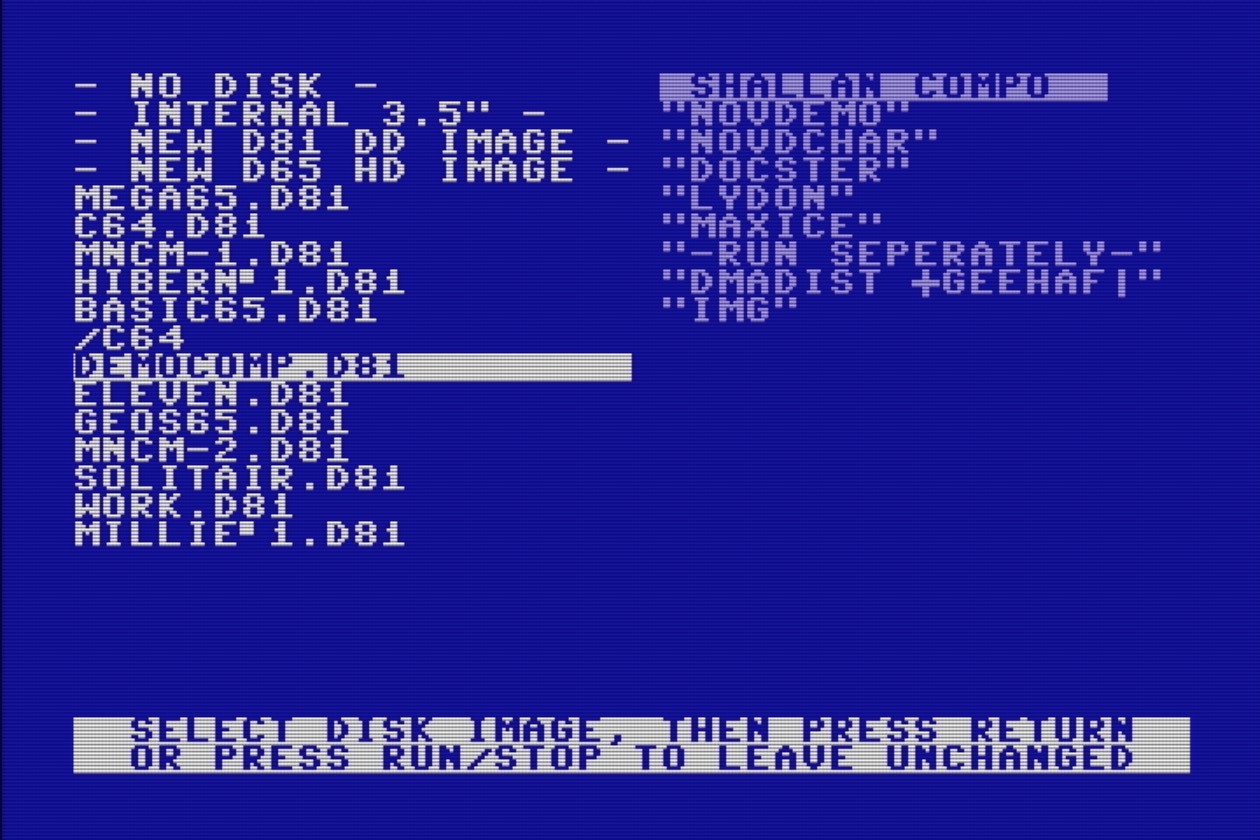 - NO DISK -
- INTERNAL 3.5" -
- NEW D81 DD IMAGE -
- NEW D65 HD IMAGE -
MEGA65.D81
C64.D81
MNCM-1.D81
HIBERN~1.D81
BASIC65.D81
/C64
DEMOCOMP.D81
ELEVEN.D81
GEOS65.D81
MNCM-2.D81
SOLITAIR.D81
WORK.D81
MILLIE~1.D81
SHALLAN COMPO
"NOVDEMO"
"NOVDCHAR"
"DOCSTER"
"LYDON"
"MAXICE"
"-RUN SEPERATELY-"
"DMADIST +GEEHAF|"
"IMG"
SELECT DISK IMAGE, THEN PRESS RETURN
OR PRESS RUN/STOP TO LEAVE UNCHANGED